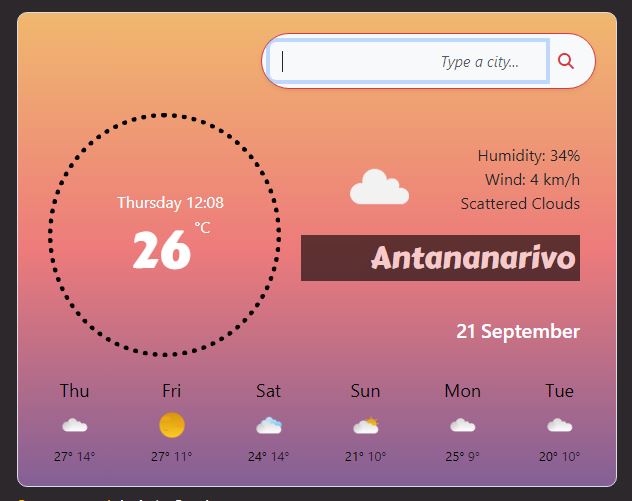 Type a city...
Humidity: 34%
Wind: 4 km/h
Scattered Clouds
Thursday 12:08
26 °C
Antananarivo
21 September
Thu Fri Sat Sun Mon Tue
27° 14° 27° 11° 24° 14° 21° 10° 25° 9° 20° 10°